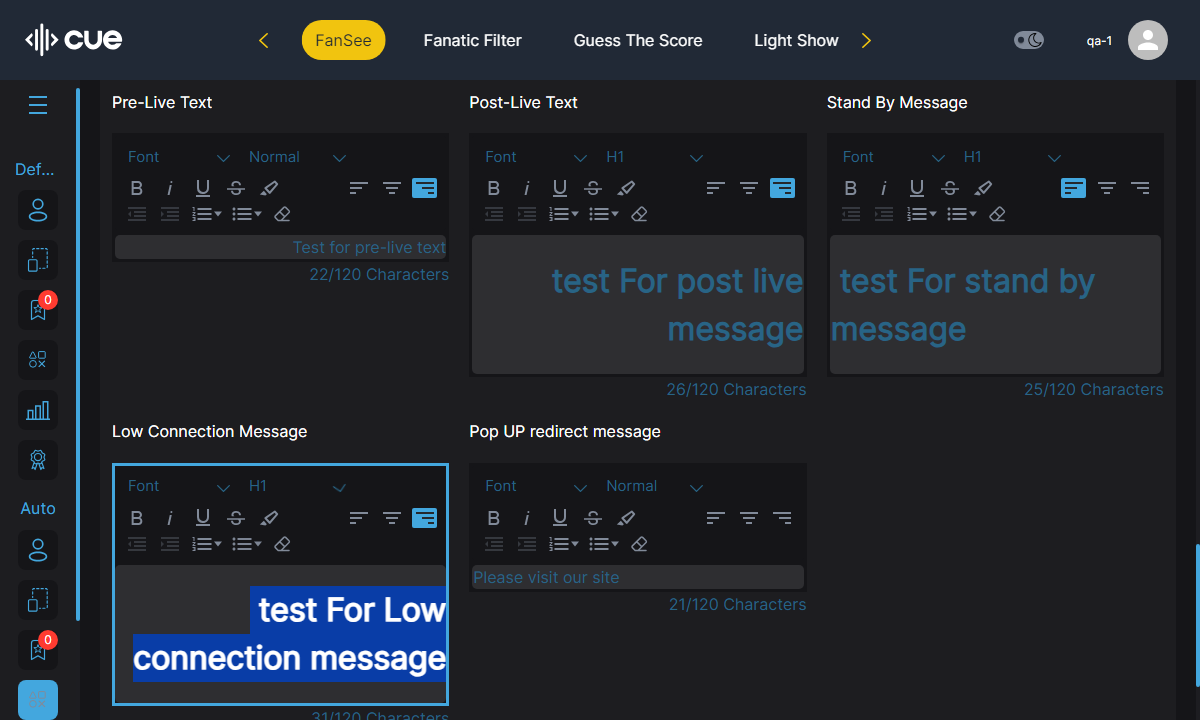 cue
FanSee
Fanatic Filter
Guess The Score
Light Show
qa-1
Def...
0
Auto
0
Pre-Live Text
Font
Normal
B i U S
Test for pre-live text
22/120 Characters
Post-Live Text
Font
H1
B i U S
test For post live
message
26/120 Characters
Stand By Message
Font
H1
B i U S
test For stand by
message
25/120 Characters
Low Connection Message
Font
H1
B i U S
test For Low
connection message
31/120 Characters
Pop UP redirect message
Font
Normal
B i U S
Please visit our site
21/120 Characters